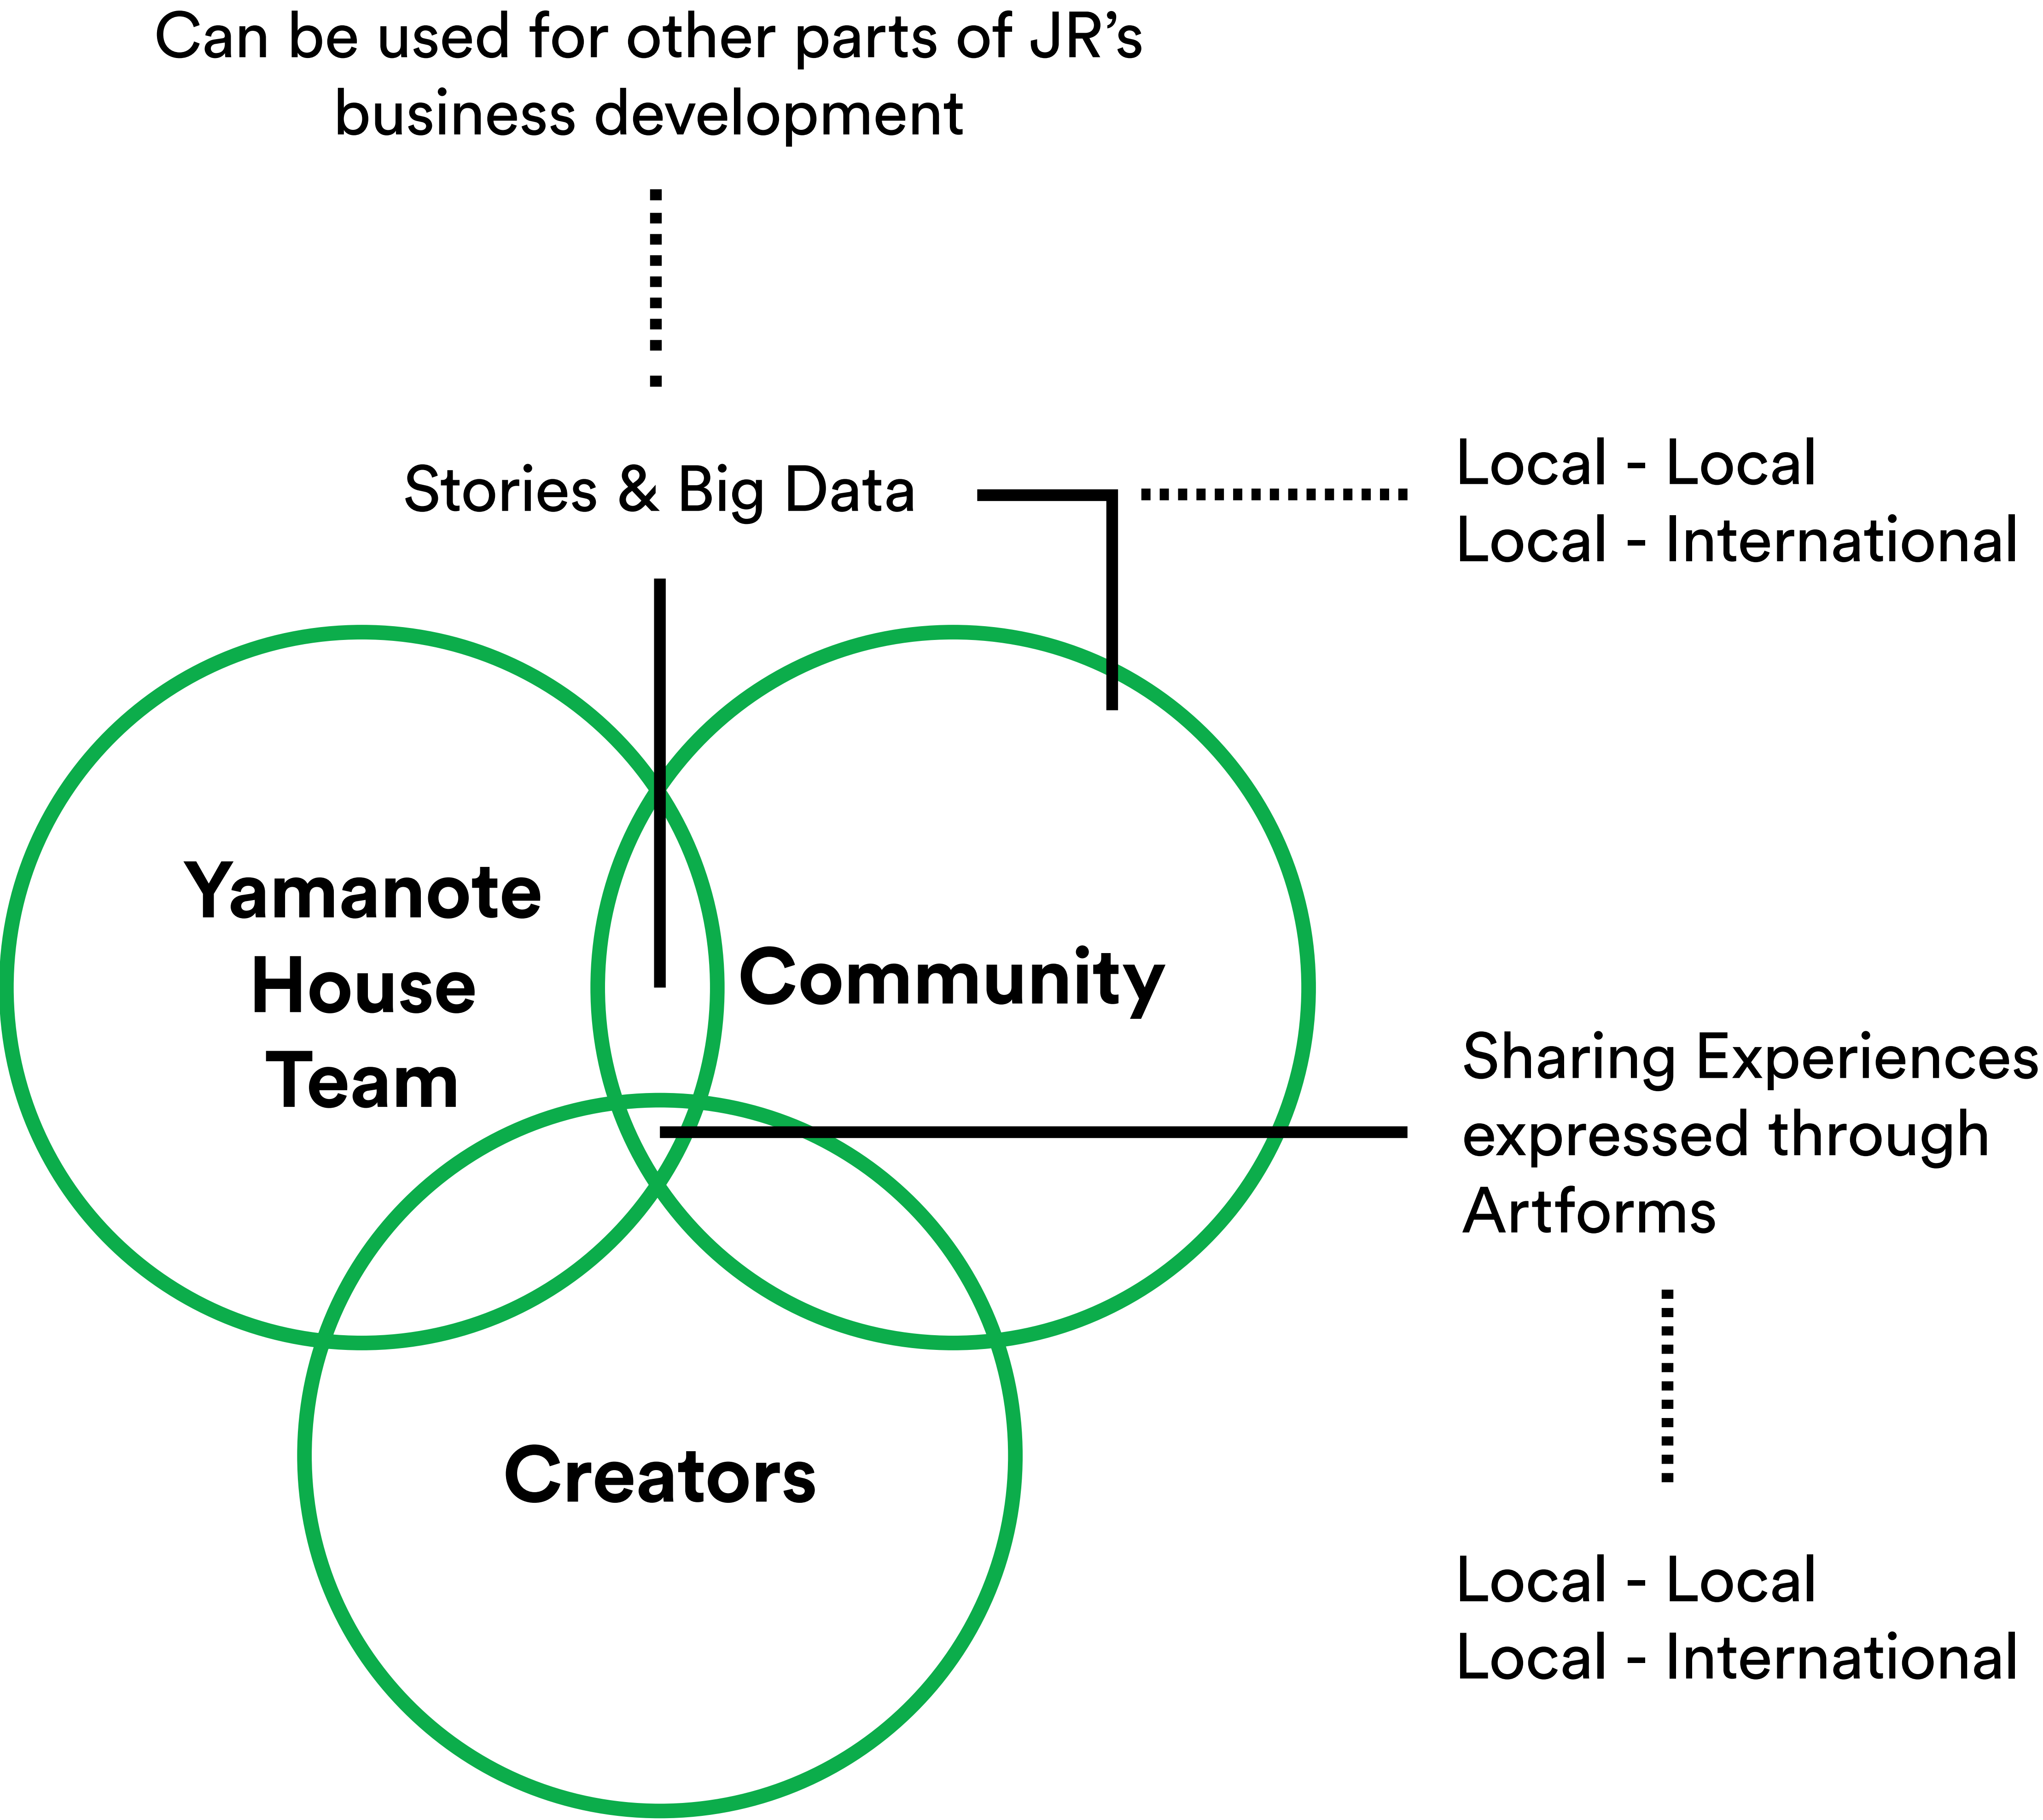 Can be used for other parts of JR’s
business development
Stories & Big Data
Local - Local
Local - International
Yamanote
House
Team
Community
Sharing Experiences
expressed through
Artforms
Creators
Local - Local
Local - International